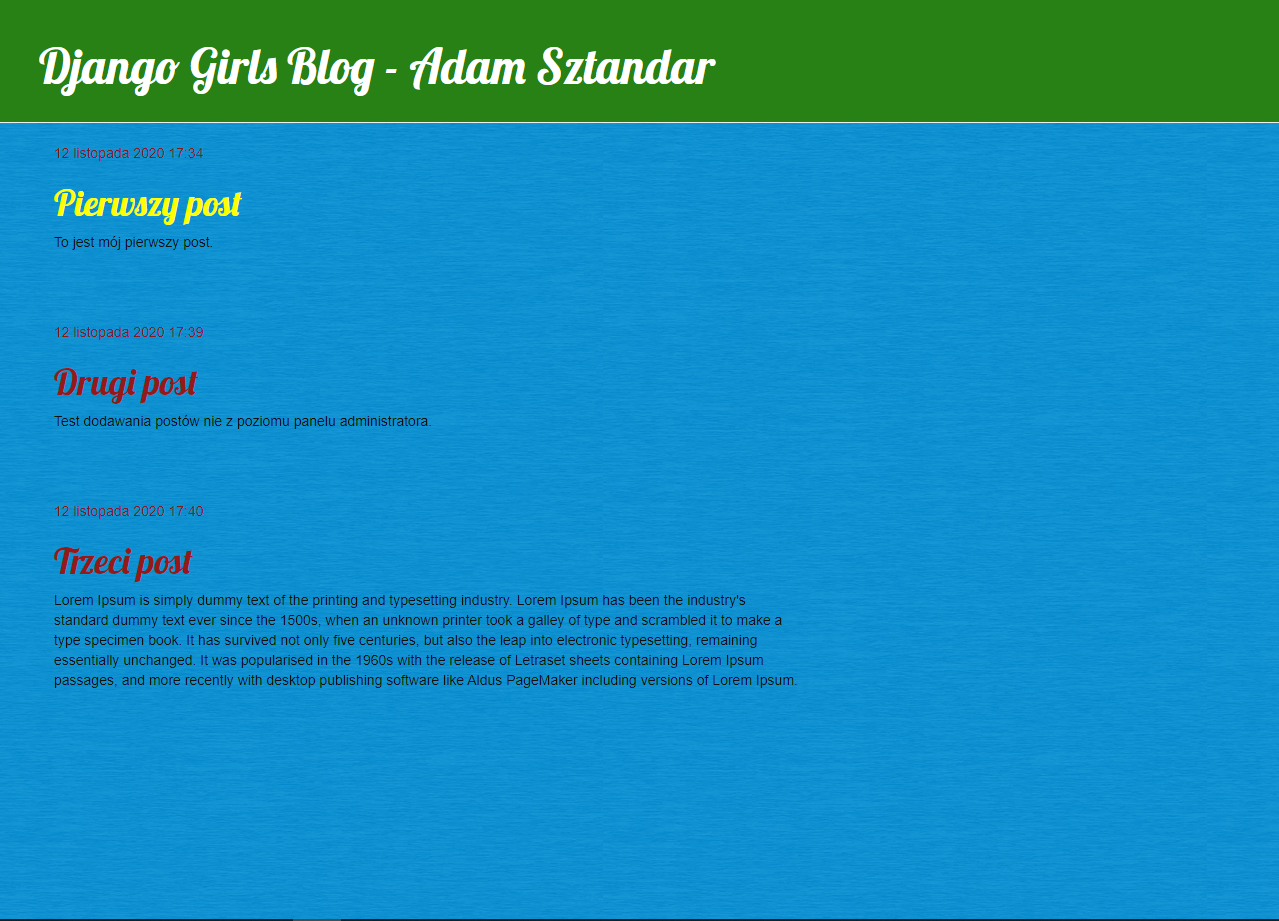 Django Girls Blog - Adam Sztandar
12 listopada 2020 17:34
Pierwszy post
To jest mój pierwszy post.
12 listopada 2020 17:39
Drugi post
Test dodawania postów nie z poziomu panelu administratora.
12 listopada 2020 17:40
Trzeci post
Lorem Ipsum is simply dummy text of the printing and typesetting industry. Lorem Ipsum has been the industry's
standard dummy text ever since the 1500s, when an unknown printer took a galley of type and scrambled it to make a
type specimen book. It has survived not only five centuries, but also the leap into electronic typesetting, remaining
essentially unchanged. It was popularised in the 1960s with the release of Letraset sheets containing Lorem Ipsum
passages, and more recently with desktop publishing software like Aldus PageMaker including versions of Lorem Ipsum.